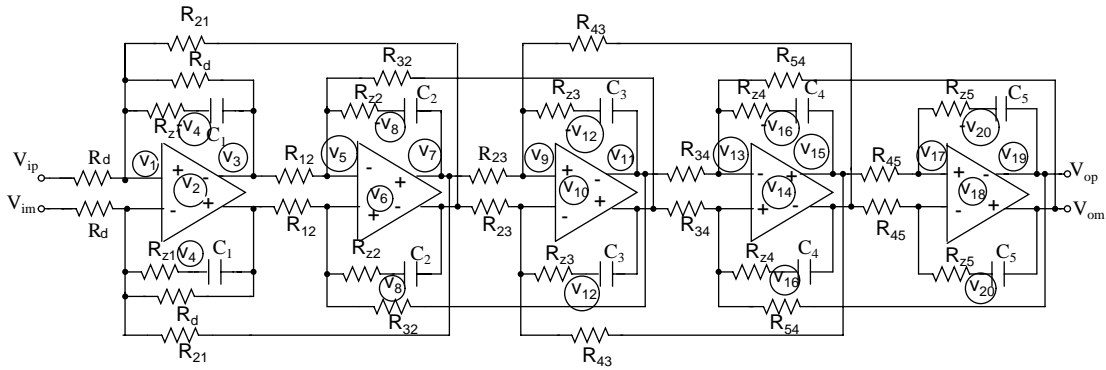 R21 R43
Rd R32 R54
Rz1 -V4 C1 Rz2 -V8 C2 Rz3 -V12 C3 Rz4 -V16 C4 Rz5 -V20 C5
Vip Rd V1 + - V3 R12 V5 - + V7 R23 V9 + - V11 R34 V13 - + V15 R45 V17 + - V19 Vop
V2 V6 V10 V14 V18
Vim Rd - + R12 + - R23 - + R34 + - R45 - + Vom
Rz1 V4 C1 Rz2 V8 C2 Rz3 V12 C3 Rz4 V16 C4 Rz5 V20 C5
Rd R32 R54
R21 R43